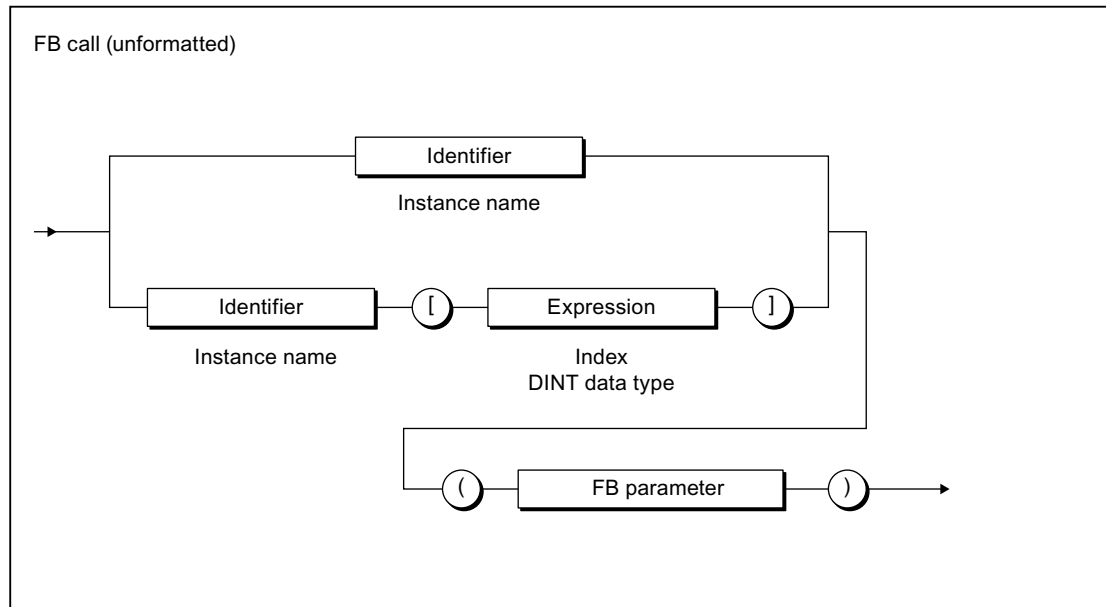 FB call (unformatted)
Identifier
Instance name
Identifier [ Expression ]
Instance name Index
DINT data type
( FB parameter )